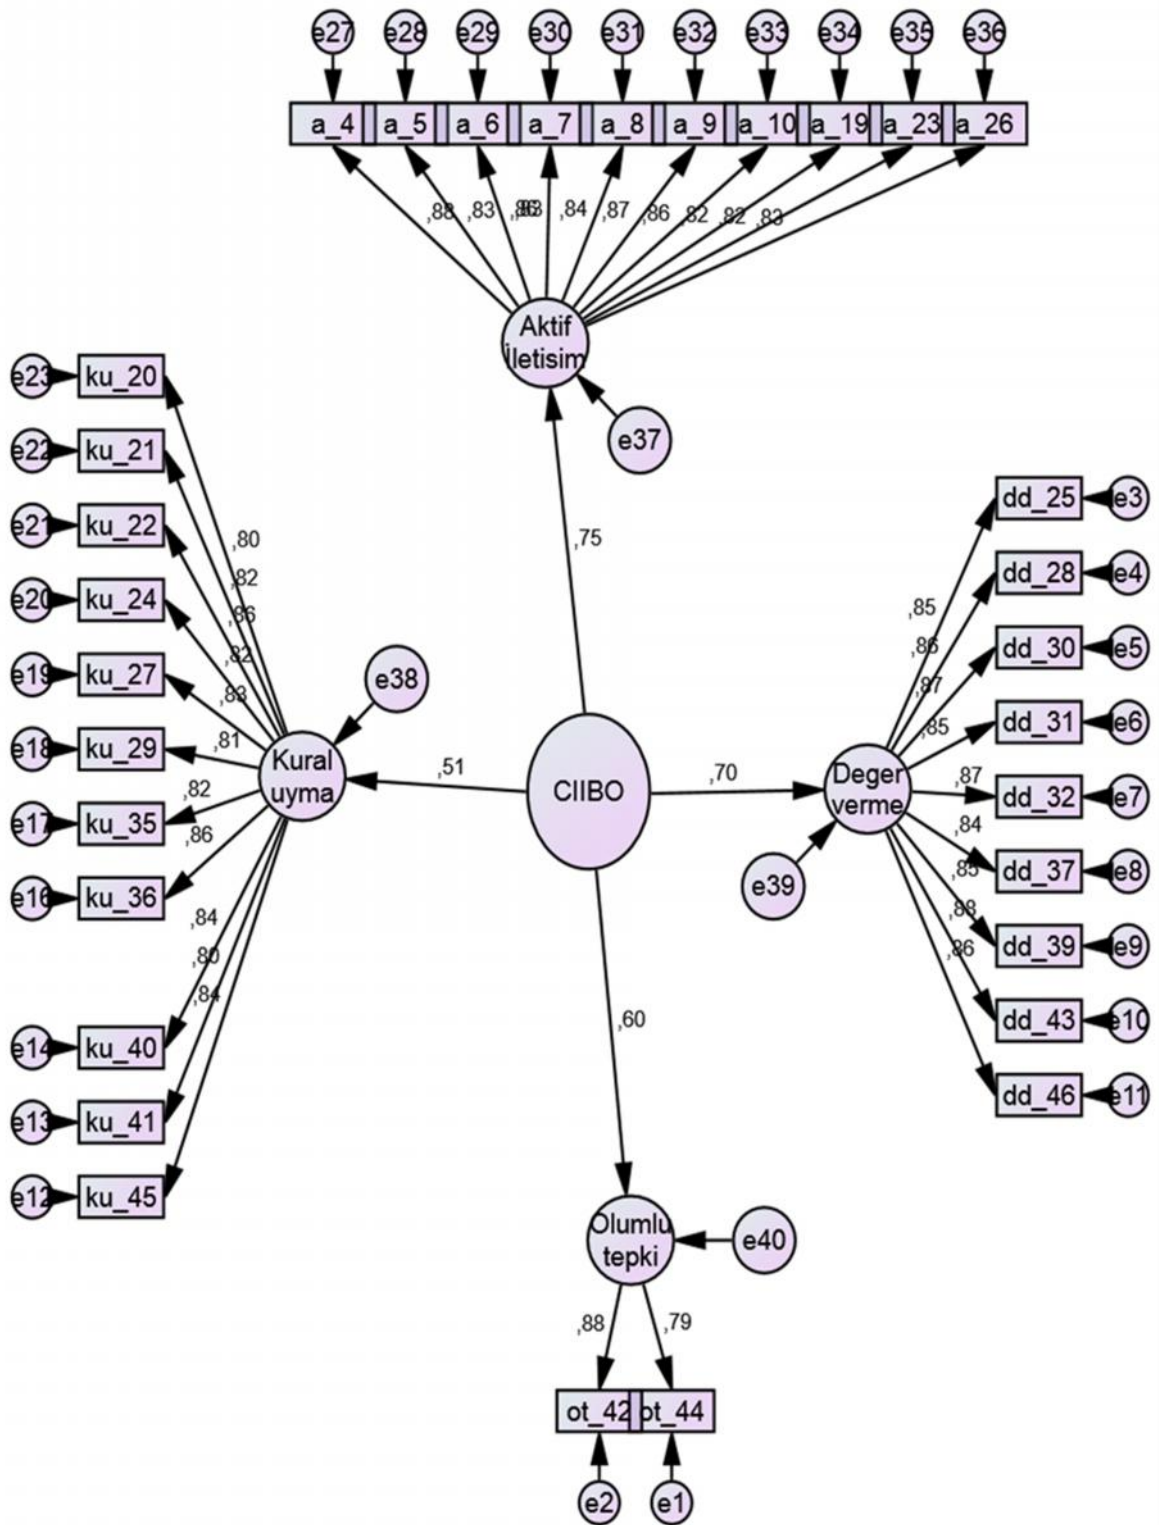 e27 e28 e29 e30 e31 e32 e33 e34 e35 e36
a_4 a_5 a_6 a_7 a_8 a_9 a_10 a_19 a_23 a_26
,88 ,83 ,84 ,87 ,86 ,82 ,82 ,83
Aktif
İletisim
e37
,75
e23 ku_20
e22 ku_21
e21 ku_22
e20 ku_24
e19 ku_27
e18 ku_29
e17 ku_35
e16 ku_36
e14 ku_40
e13 ku_41
e12 ku_45
,80
,82
,86
,82
,83
,81
,82
,86
,84
,80
,84
Kural
uyma
e38
,51
CIIBO
,70
Deger
verme
e39
,85
,86
,87
,85
,87
,84
,85
,88
,86
dd_25 e3
dd_28 e4
dd_30 e5
dd_31 e6
dd_32 e7
dd_37 e8
dd_39 e9
dd_43 e10
dd_46 e11
,60
Olumlu
tepki
e40
,88 ,79
ot_42 ot_44
e2 e1